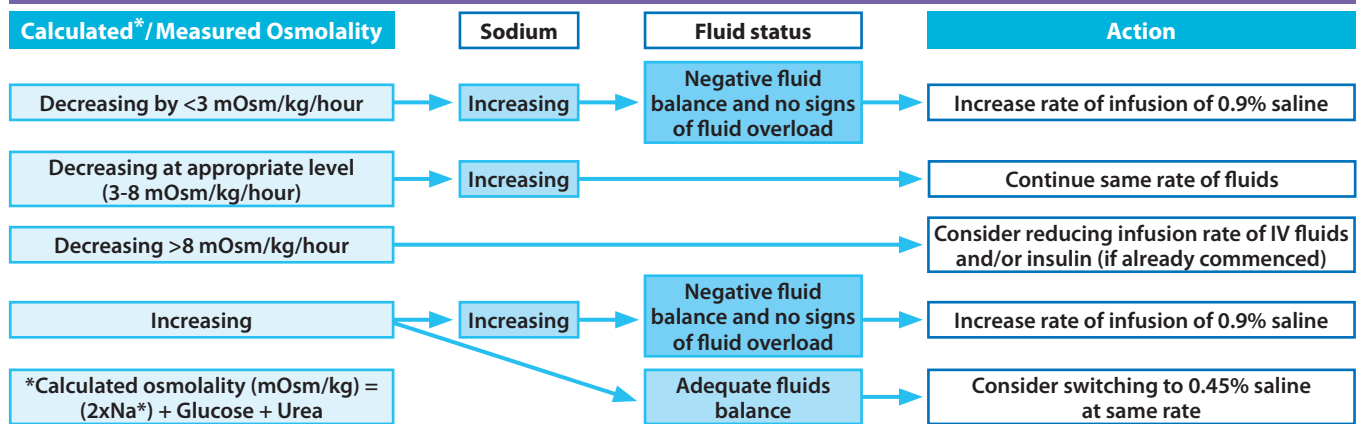 Calculated*/Measured Osmolality
Sodium
Fluid status
Action
Decreasing by <3 mOsm/kg/hour
Increasing
Negative fluid
balance and no signs
of fluid overload
Increase rate of infusion of 0.9% saline
Decreasing at appropriate level
(3-8 mOsm/kg/hour)
Increasing
Continue same rate of fluids
Decreasing >8 mOsm/kg/hour
Consider reducing infusion rate of IV fluids
and/or insulin (if already commenced)
Increasing
Increasing
Negative fluid
balance and no signs
of fluid overload
Increase rate of infusion of 0.9% saline
*Calculated osmolality (mOsm/kg) =
(2xNa*) + Glucose + Urea
Adequate fluids
balance
Consider switching to 0.45% saline
at same rate